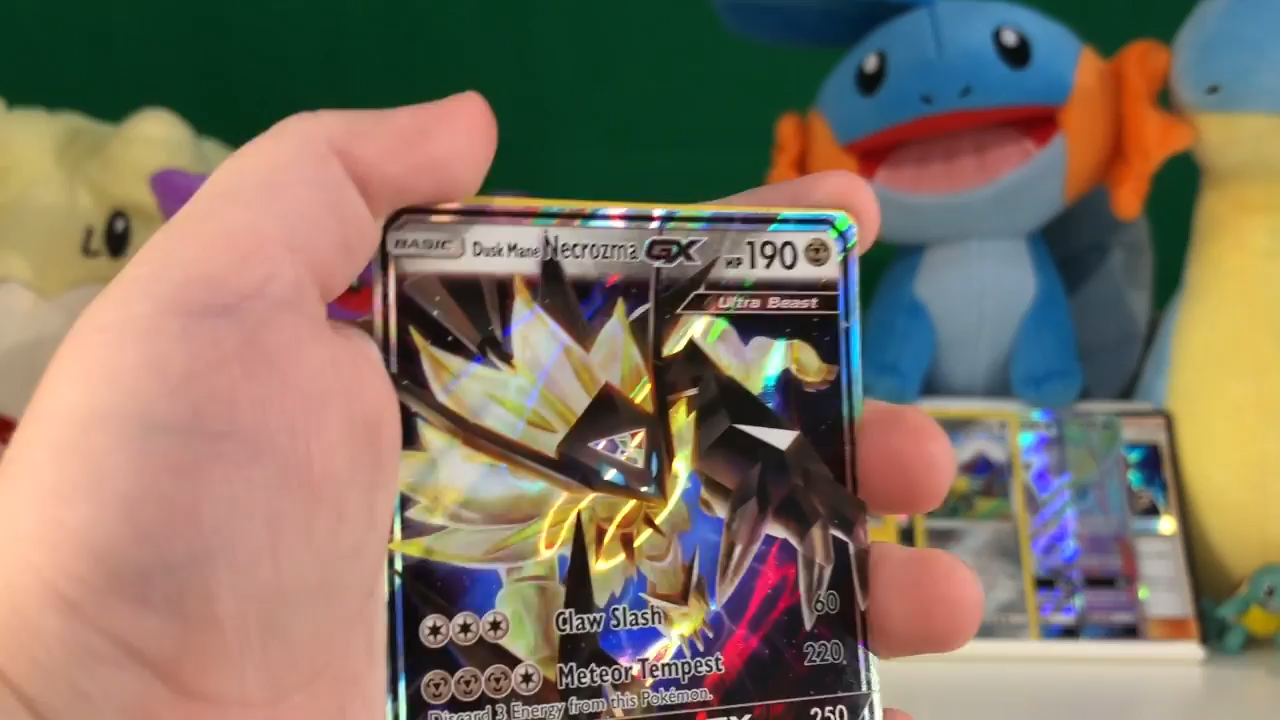 BASIC Dusk Mane Necrozma GX HP 190
Ultra Beast
Claw Slash 60
Meteor Tempest 220
Discard 3 Energy from this Pokémon.
GX 250